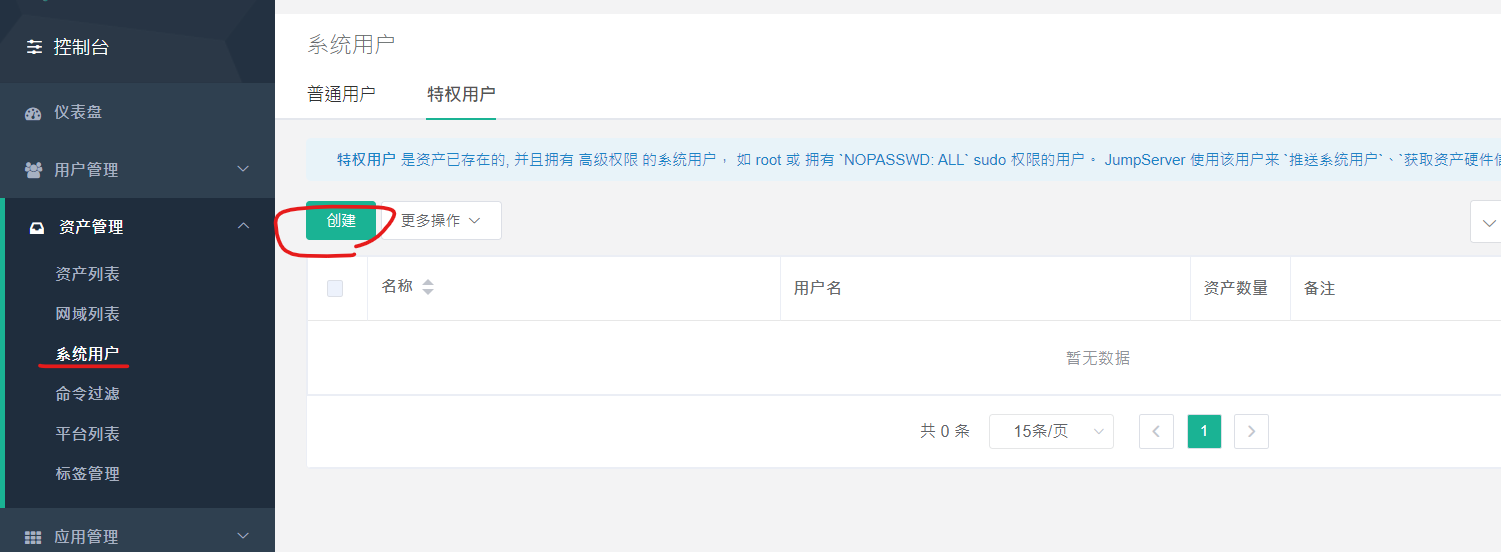 控制台
仪表盘
用户管理
资产管理
资产列表
网域列表
系统用户
命令过滤
平台列表
标签管理
应用管理
系统用户
普通用户 特权用户
特权用户 是资产已存在的, 并且拥有 高级权限 的系统用户， 如 root 或 拥有 `NOPASSWD: ALL` sudo 权限的用户。 JumpServer 使用该用户来 `推送系统用户`、`获取资产硬件信
创建 更多操作
名称 用户名 资产数量 备注
暂无数据
共 0 条 15条/页 1